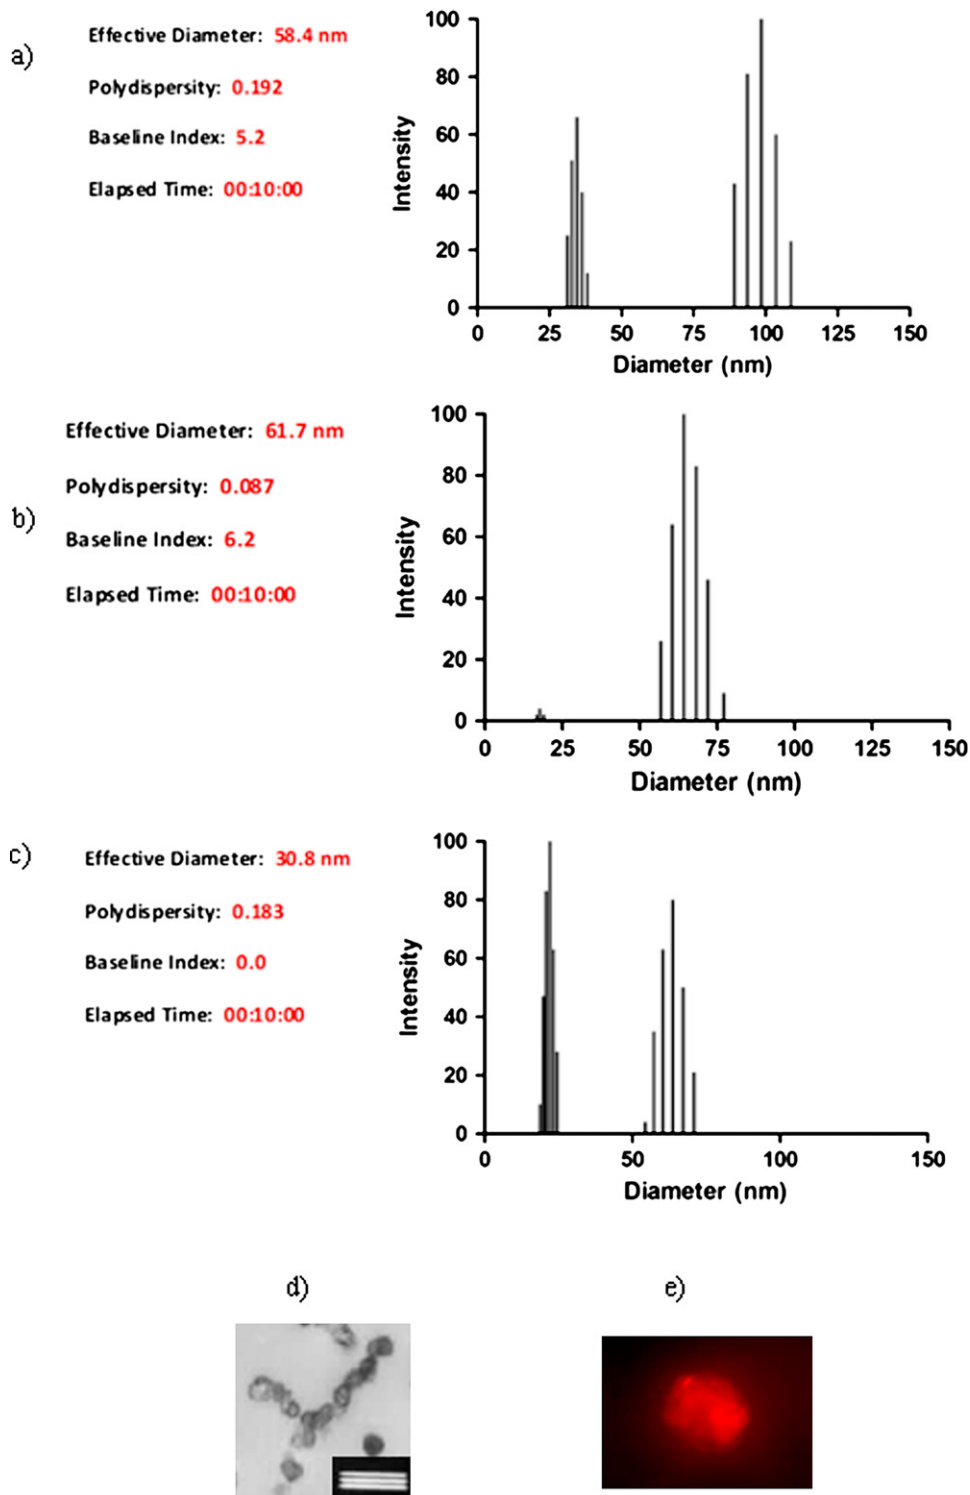 a)
Effective Diameter: 58.4 nm
Polydispersity: 0.192
Baseline Index: 5.2
Elapsed Time: 00:10:00
Intensity
100
80
60
40
20
0
0 25 50 75 100 125 150
Diameter (nm)
b)
Effective Diameter: 61.7 nm
Polydispersity: 0.087
Baseline Index: 6.2
Elapsed Time: 00:10:00
Intensity
100
80
60
40
20
0
0 25 50 75 100 125 150
Diameter (nm)
c)
Effective Diameter: 30.8 nm
Polydispersity: 0.183
Baseline Index: 0.0
Elapsed Time: 00:10:00
Intensity
100
80
60
40
20
0
0 50 100 150
Diameter (nm)
d) e)